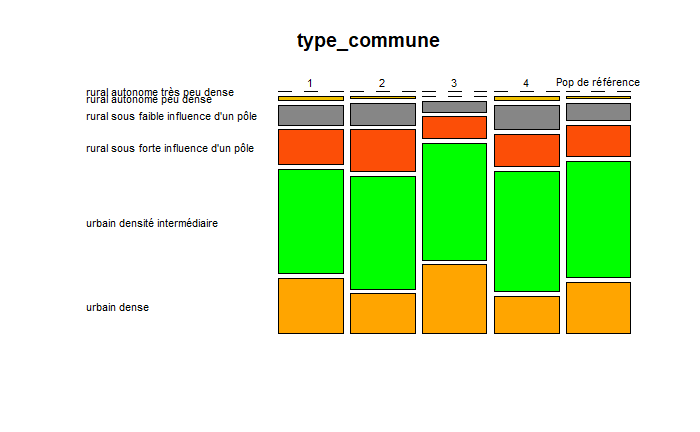 type_commune
1 2 3 4 Pop de référence
rural autonome très peu dense
rural autonome peu dense
rural sous faible influence d'un pôle
rural sous forte influence d'un pôle
urbain densité intermédiaire
urbain dense